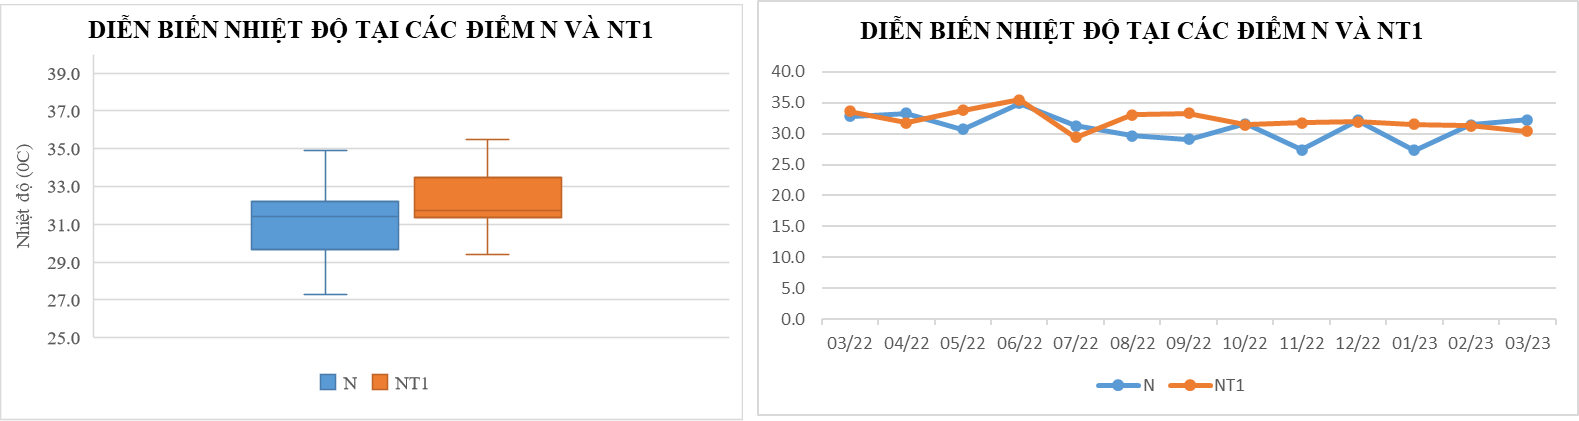 DIỄN BIẾN NHIỆT ĐỘ TẠI CÁC ĐIỂM N VÀ NT1
39.0
37.0
35.0
33.0
31.0
29.0
27.0
25.0
Nhiệt độ (0C)
N NT1
DIỄN BIẾN NHIỆT ĐỘ TẠI CÁC ĐIỂM N VÀ NT1
40.0
35.0
30.0
25.0
20.0
15.0
10.0
5.0
0.0
03/22 04/22 05/22 06/22 07/22 08/22 09/22 10/22 11/22 12/22 01/23 02/23 03/23
N NT1